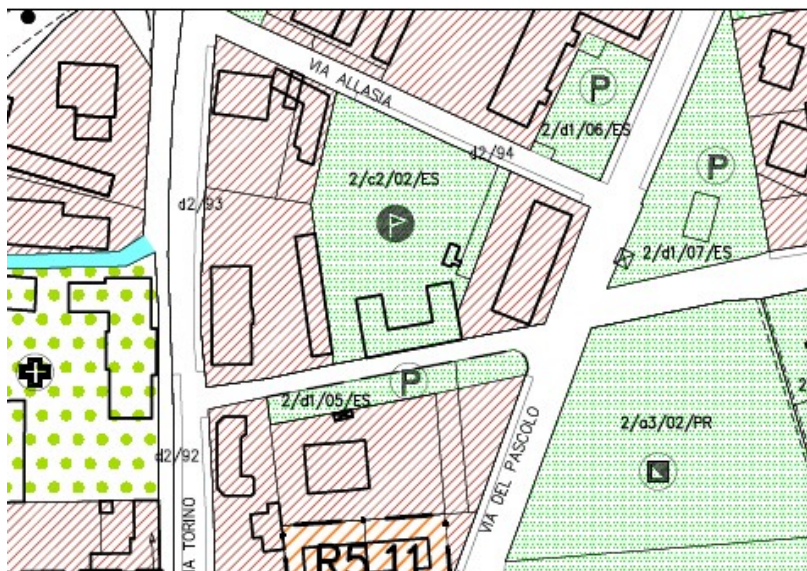 VIA ALLASIA
P
2/d1/06/ES
d2/94
P
2/c2/02/ES
d2/93
2/d1/07/ES
P
2/d1/05/ES
2/a3/02/PR
d2/92
VIA DEL PASCOLO
IA TORINO
R5.11